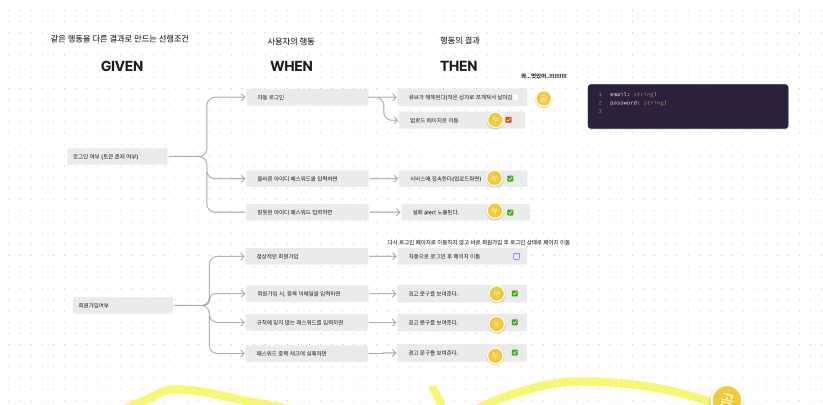 같은 행동을 다른 결과로 만드는 선행조건
사용자의 행동
행동의 결과
GIVEN
WHEN
THEN
와...멋있어..!!!!!!!!!!
자동 로그인
큐브가 해체된다(작은 상자로 쪼개져서 날아감
공
업로드 페이지로 이동
두
1 email: string!
2 password: string!
3
로그인 여부 (토큰 존재 여부)
올바른 아이디 패스워드를 입력하면
서비스에 접속한다(업로드화면)
두
잘못된 아이디 패스워드 입력하면
실패 alert 노출된다.
두
다시 로그인 페이지로 이동하지 않고 바로 회원가입 후 로그인 상태로 페이지 이동
정상적인 회원가입
자동으로 로그인 후 페이지 이동
회원가입여부
회원가입 시, 중복 이메일을 입력하면
경고 문구를 보여준다.
두
규칙에 맞지 않는 패스워드를 입력하면
경고 문구를 보여준다.
두
패스워드 중복 체크에 실패하면
경고 문구를 보여준다.
두
공